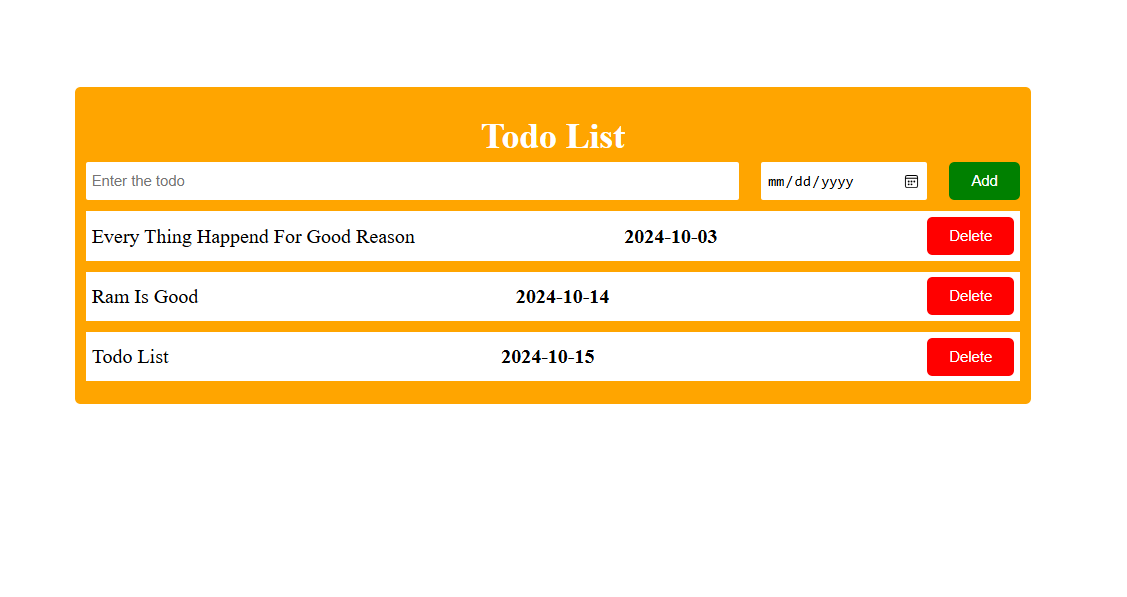 Todo List
Enter the todo mm/dd/yyyy Add
Every Thing Happend For Good Reason 2024-10-03 Delete
Ram Is Good 2024-10-14 Delete
Todo List 2024-10-15 Delete